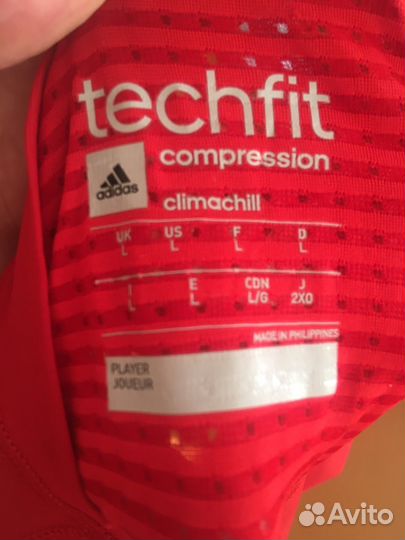 techfit
adidas
compression
climachill
UK US F D
L L L L
I E CDN J
L L L/G 2XO
MADE IN PHILIPPINES
PLAYER
JOUEUR
Avito